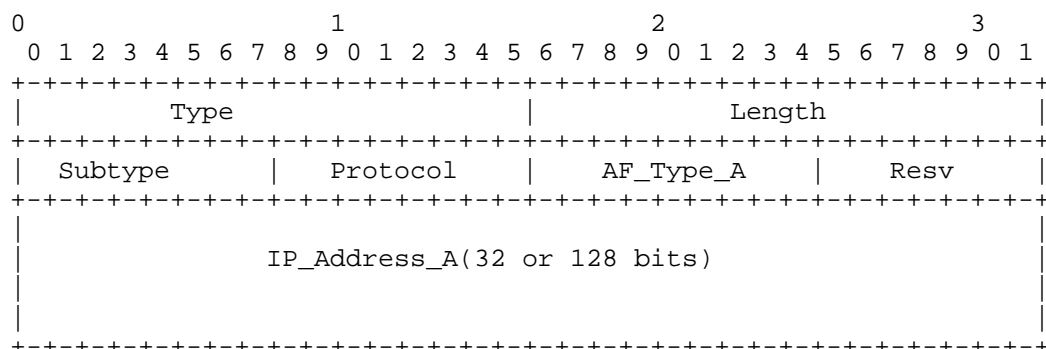 0                   1                   2                   3
 0 1 2 3 4 5 6 7 8 9 0 1 2 3 4 5 6 7 8 9 0 1 2 3 4 5 6 7 8 9 0 1
+-+-+-+-+-+-+-+-+-+-+-+-+-+-+-+-+-+-+-+-+-+-+-+-+-+-+-+-+-+-+-+-+
|         Type                  |            Length             |
+-+-+-+-+-+-+-+-+-+-+-+-+-+-+-+-+-+-+-+-+-+-+-+-+-+-+-+-+-+-+-+-+
|  Subtype      |   Protocol    |    AF_Type_A    |    Resv     |
+-+-+-+-+-+-+-+-+-+-+-+-+-+-+-+-+-+-+-+-+-+-+-+-+-+-+-+-+-+-+-+-+
|                                                               |
|               IP_Address_A(32 or 128 bits)                    |
|                                                               |
|                                                               |
+-+-+-+-+-+-+-+-+-+-+-+-+-+-+-+-+-+-+-+-+-+-+-+-+-+-+-+-+-+-+-+-+